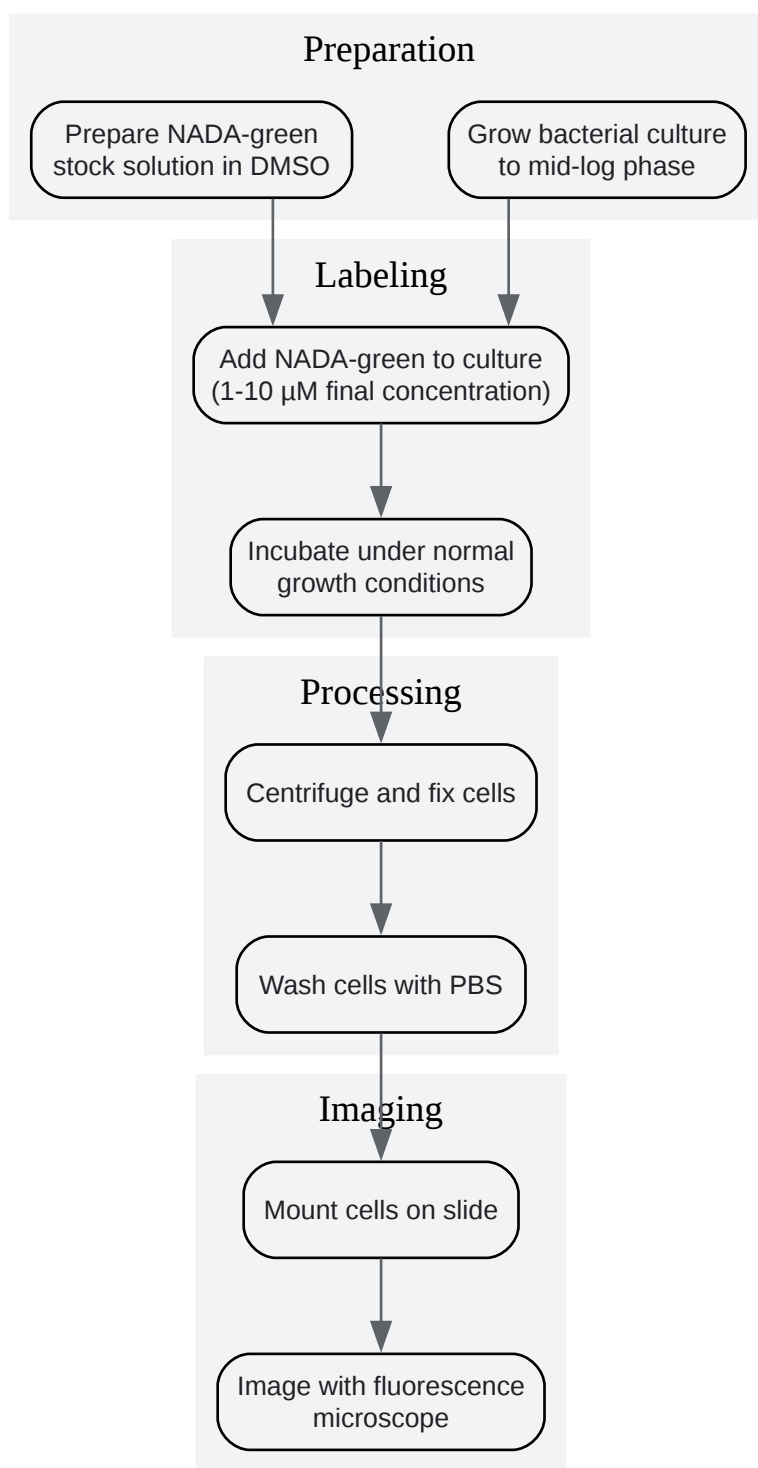 Preparation
Prepare NADA-green
stock solution in DMSO
Grow bacterial culture
to mid-log phase
Labeling
Add NADA-green to culture
(1-10 µM final concentration)
Incubate under normal
growth conditions
Processing
Centrifuge and fix cells
Wash cells with PBS
Imaging
Mount cells on slide
Image with fluorescence
microscope